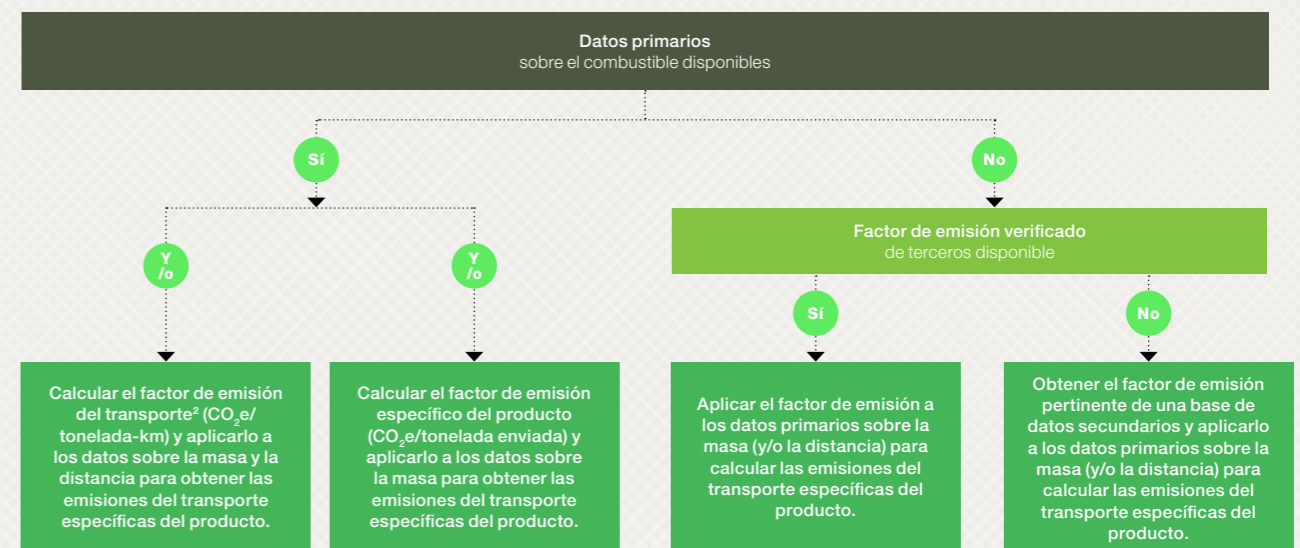 Datos primarios
sobre el combustible disponibles
Sí
No
Y
/o
Y
/o
Factor de emisión verificado
de terceros disponible
Sí
No
Calcular el factor de emisión
del transporte² (CO₂e/
tonelada-km) y aplicarlo a
los datos sobre la masa y la
distancia para obtener las
emisiones del transporte
específicas del producto.
Calcular el factor de emisión
específico del producto
(CO₂e/tonelada enviada) y
aplicarlo a los datos sobre
la masa para obtener las
emisiones del transporte
específicas del producto.
Aplicar el factor de emisión a
los datos primarios sobre la
masa (y/o la distancia) para
calcular las emisiones del
transporte específicas del
producto.
Obtener el factor de emisión
pertinente de una base de
datos secundarios y aplicarlo
a los datos primarios sobre la
masa (y/o la distancia) para
calcular las emisiones del
transporte específicas del
producto.